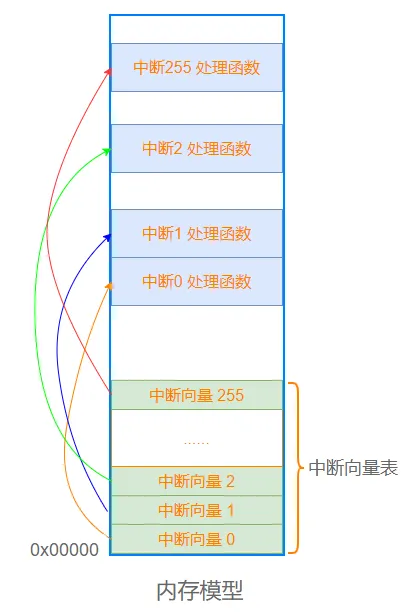 中断255 处理函数
中断2 处理函数
中断1 处理函数
中断0 处理函数
中断向量 255
......
中断向量表
中断向量 2
中断向量 1
中断向量 0
0x00000
内存模型